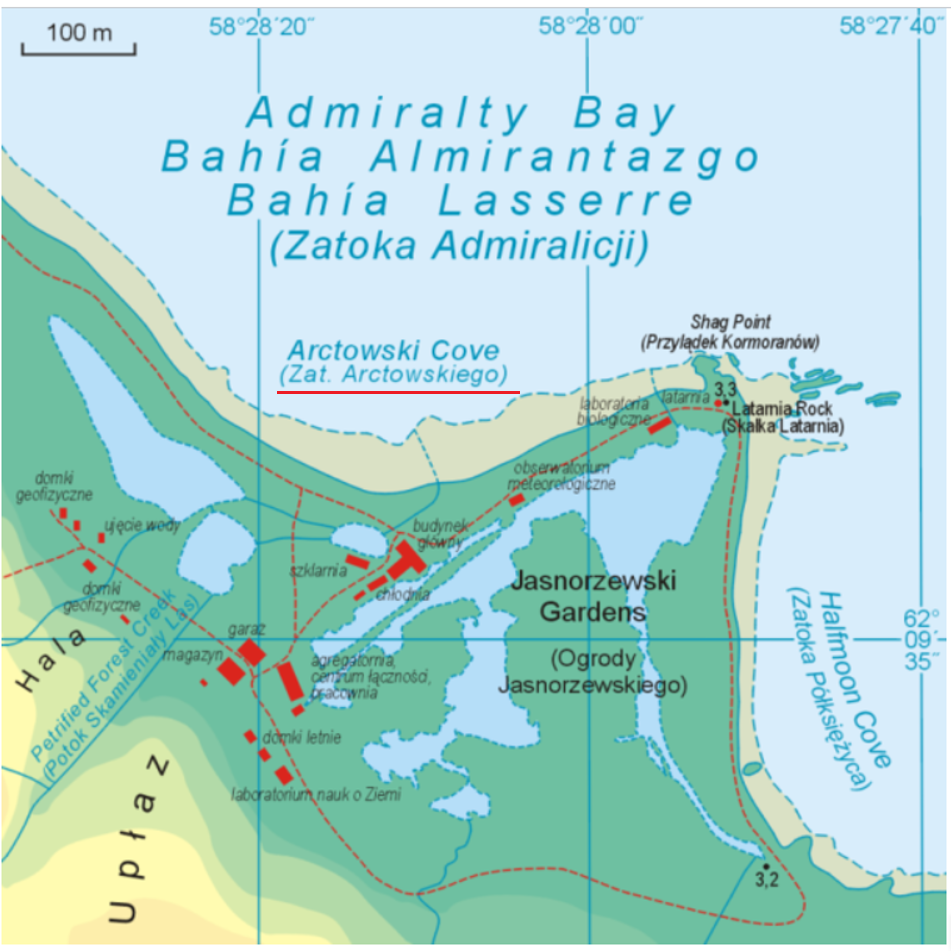 100 m
58°28´20˝
58°28´00˝
58°27´40˝
Admiralty Bay
Bahía Almirantazgo
Bahía Lasserre
(Zatoka Admiralicji)
Shag Point
(Przylądek Kormoranów)
Arctowski Cove
(Zat. Arctowskiego)
3,3
latarnia
Latarnia Rock
(Skałka Latarnia)
laboratoria
biologiczne
obserwatorium
meteorologiczne
domki
geofizyczne
ujęcie wody
budynek
główny
szklarnia
chłodnia
domki
geofizyczne
Jasnorzewski
Gardens
(Ogrody
Jasnorzewskiego)
Halfmoon Cove
(Zatoka Półksiężyca)
62°
09´
35˝
garaż
magazyn
agregatornia,
centrum łączności,
pracownia
Hala
Petrified Forest Creek
(Potok Skamieniały Las)
domki letnie
laboratorium nauk o Ziemi
Upłaz
3,2